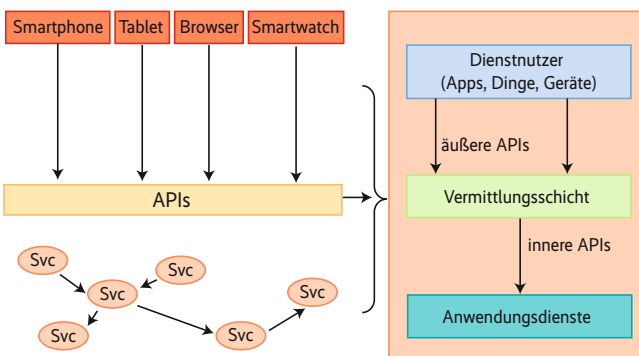 Smartphone
Tablet
Browser
Smartwatch
APIs
Svc
Svc
Svc
Svc
Svc
Svc
Dienstnutzer
(Apps, Dinge, Geräte)
äußere APIs
Vermittlungsschicht
innere APIs
Anwendungsdienste